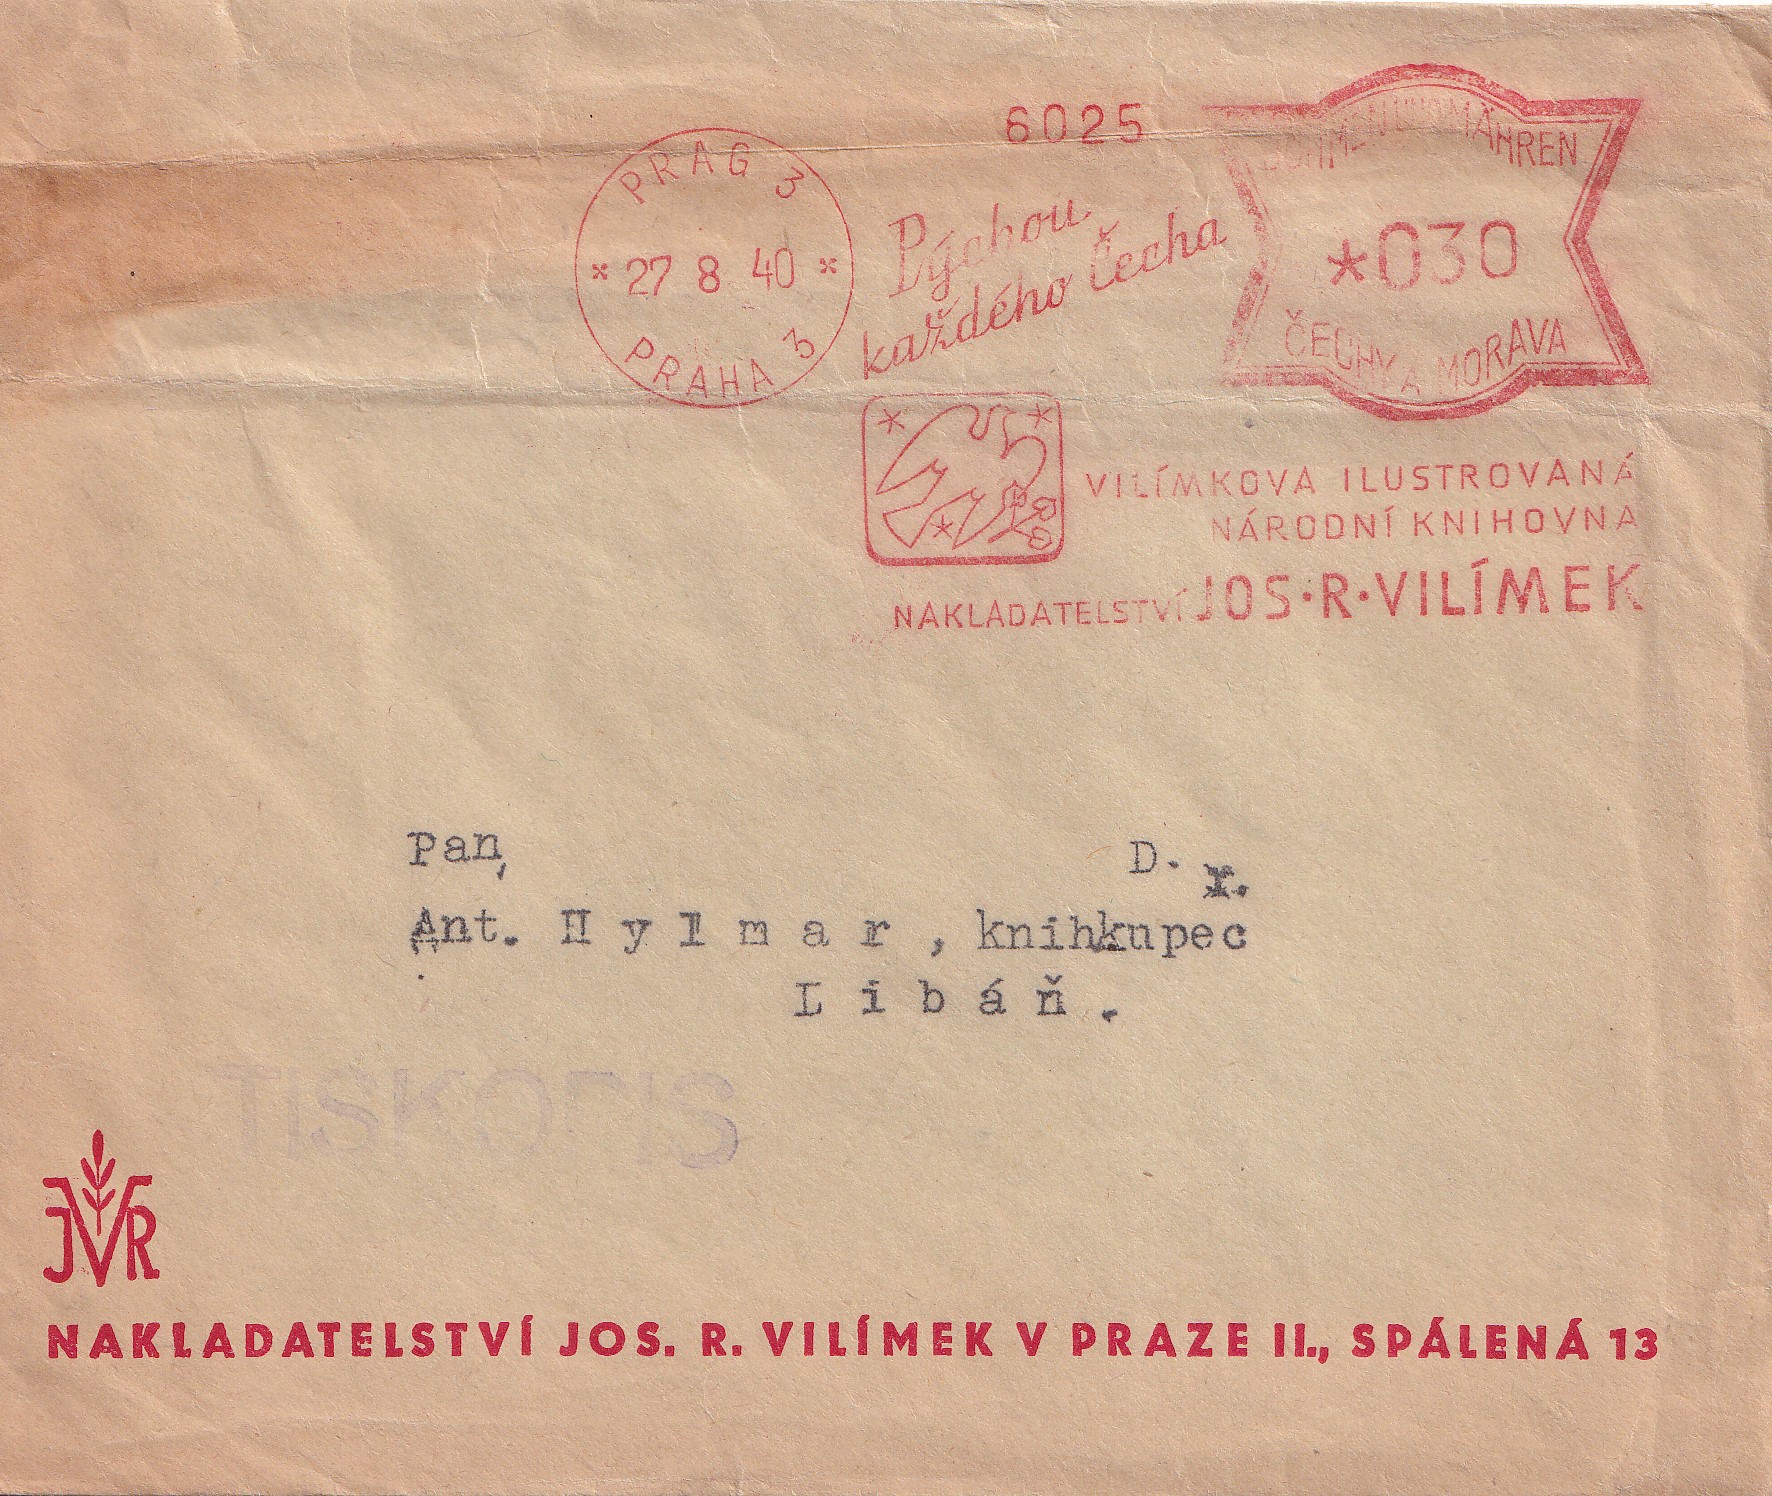 6025
PRAG 3
* 27 8 40 *
PRAHA 3
Pýchou
každého Čecha
BÖHMEN UND MÄHREN
*030
ČECHY A MORAVA
VILÍMKOVA ILUSTROVANÁ
NÁRODNÍ KNIHOVNA
NAKLADATELSTVÍ JOS·R·VILÍMEK
Pan, D. r.
Ant. H y l m a r , knihkupec
L i b á ň .
TISKOPIS
JVR
NAKLADATELSTVÍ JOS. R. VILÍMEK V PRAZE II., SPÁLENÁ 13